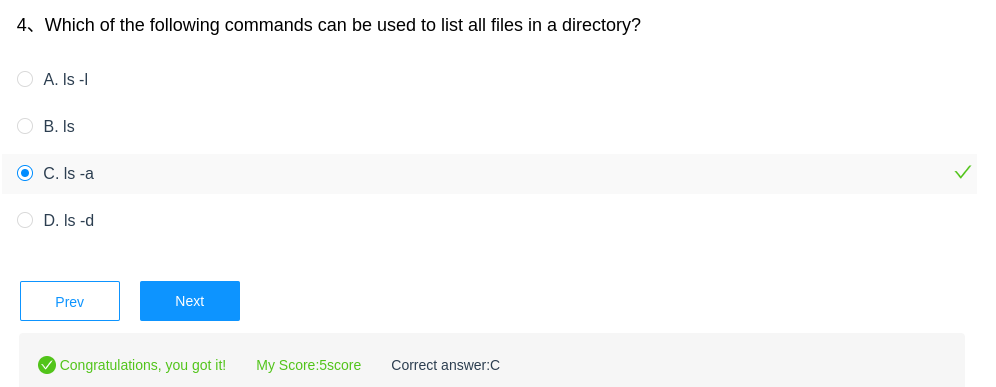 4、Which of the following commands can be used to list all files in a directory?
A. ls -l
B. ls
C. ls -a
D. ls -d
Prev
Next
Congratulations, you got it! My Score:5score Correct answer:C